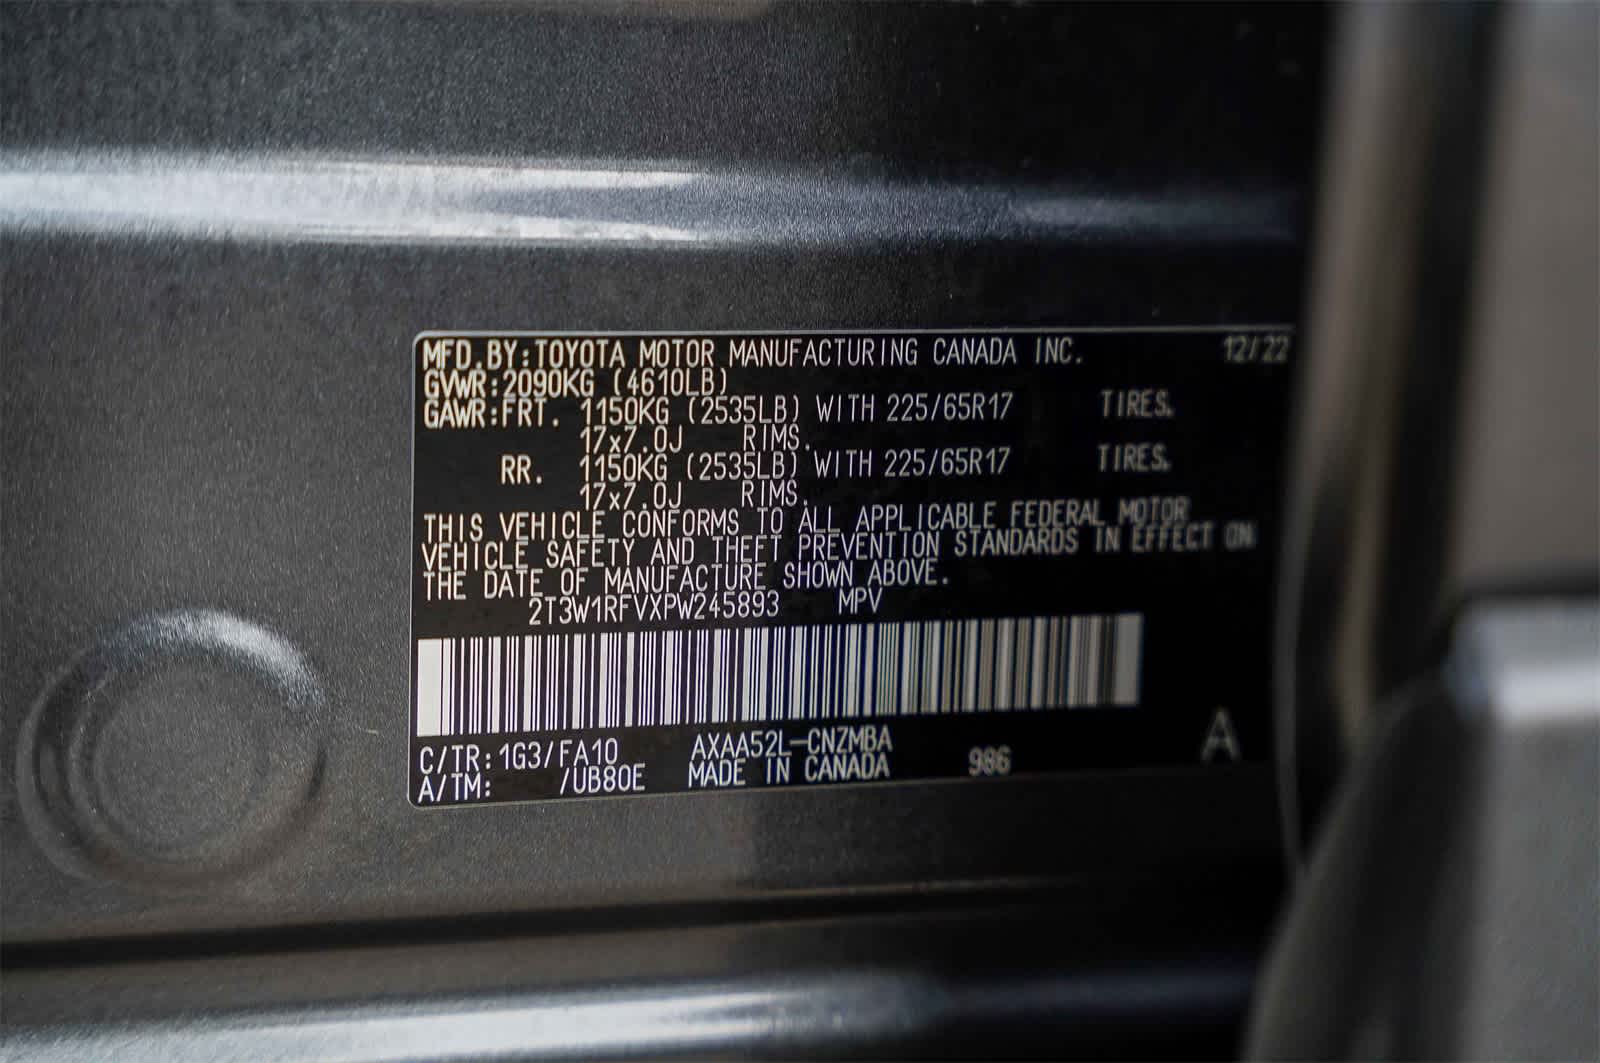 MFD.BY:TOYOTA MOTOR MANUFACTURING CANADA INC. 12/22
GVWR:2090KG (4610LB)
GAWR:FRT. 1150KG (2535LB) WITH 225/65R17 TIRES.
17x7.0J RIMS.
RR. 1150KG (2535LB) WITH 225/65R17 TIRES.
17x7.0J RIMS.
THIS VEHICLE CONFORMS TO ALL APPLICABLE FEDERAL MOTOR
VEHICLE SAFETY AND THEFT PREVENTION STANDARDS IN EFFECT ON
THE DATE OF MANUFACTURE SHOWN ABOVE.
2T3W1RFVXPW245893 MPV
C/TR:1G3/FA10 AXAA52L-CNZMBA 986 A
A/TM: /UB80E MADE IN CANADA